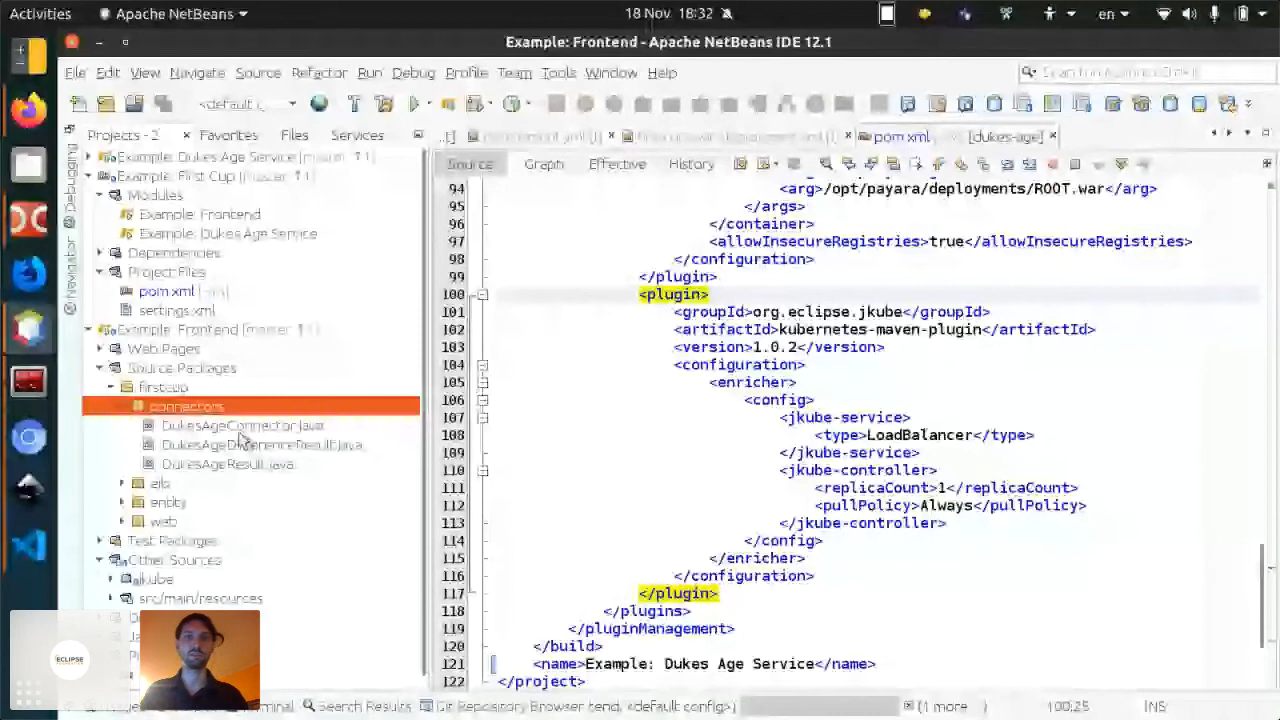 Activities
Apache NetBeans
18 Nov 18:32
en
Example: Frontend - Apache NetBeans IDE 12.1
File Edit View Navigate Source Refactor Run Debug Profile Team Tools Window Help
Projects - 2 Favorites Files Services
pom.xml [dukes-age]
Source Graph Effective History
Debugging
Navigator
Example: Dukes Age Service [master
Example: First Cup [master
Modules
Example: Frontend
Example: Dukes Age Service
Dependencies
Project Files
pom.xml
settings.xml
Example: Frontend [master
Web Pages
Source Packages
firstcup
connectors
DukesAgeConnector.java
DukesAgeDifferenceResult.java
DukesAgeResult.java
entity
web
Test Packages
Other Sources
jkube
src/main/resources
94 <arg>/opt/payara/deployments/ROOT.war</arg>
95 </args>
96 </container>
97 <allowInsecureRegistries>true</allowInsecureRegistries>
98 </configuration>
99 </plugin>
100 <plugin>
101 <groupId>org.eclipse.jkube</groupId>
102 <artifactId>kubernetes-maven-plugin</artifactId>
103 <version>1.0.2</version>
104 <configuration>
105 <enricher>
106 <config>
107 <jkube-service>
108 <type>LoadBalancer</type>
109 </jkube-service>
110 <jkube-controller>
111 <replicaCount>1</replicaCount>
112 <pullPolicy>Always</pullPolicy>
113 </jkube-controller>
114 </config>
115 </enricher>
116 </configuration>
117 </plugin>
118 </plugins>
119 </pluginManagement>
120 </build>
121 <name>Example: Dukes Age Service</name>
122 </project>
ECLIPSE
Search Results
Repository Browser
100:25
INS